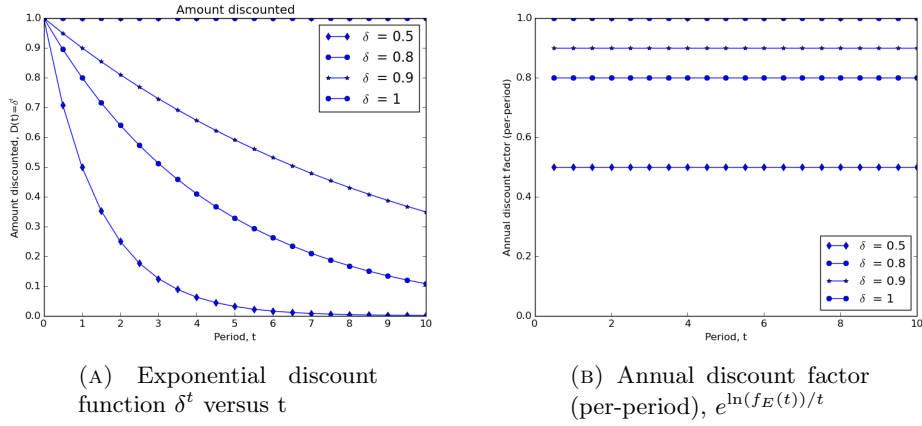 Amount discounted
1.0
0.9
0.8
0.7
0.6
0.5
0.4
0.3
0.2
0.1
0.0
Amount discounted, D(t)=δᵗ
0 1 2 3 4 5 6 7 8 9 10
Period, t
δ = 0.5
δ = 0.8
δ = 0.9
δ = 1
(A) Exponential discount
function δᵗ versus t
1.0
0.8
0.6
0.4
0.2
0.0
Annual discount factor (per-period)
0 2 4 6 8 10
Period, t
δ = 0.5
δ = 0.8
δ = 0.9
δ = 1
(B) Annual discount factor
(per-period), e^{ln(f_E(t))/t}